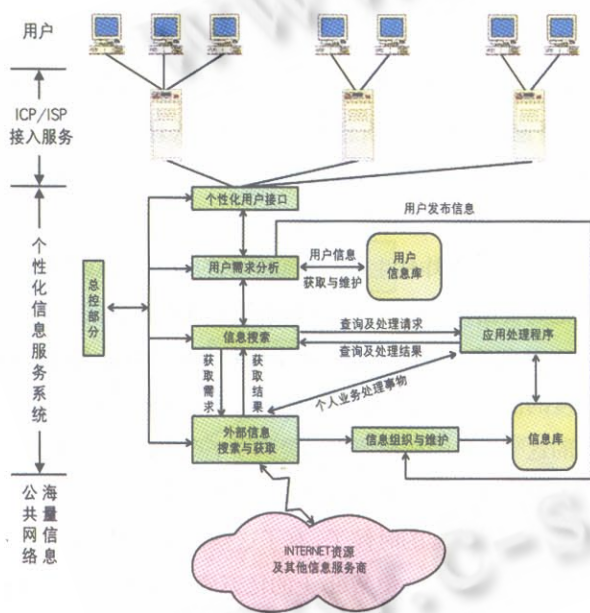 用户
ICP/ISP
接入服务
个性化信息服务系统
公共网络
海量信息
个性化用户接口
用户发布信息
用户需求分析
用户信息
获取与维护
用户
信息库
总控部分
信息搜索
查询及处理请求
查询及处理结果
应用处理程序
获取需求
获取结果
个人业务处理事物
外部信息
搜索与获取
信息组织与维护
信息库
INTERNET资源
及其他信息服务商